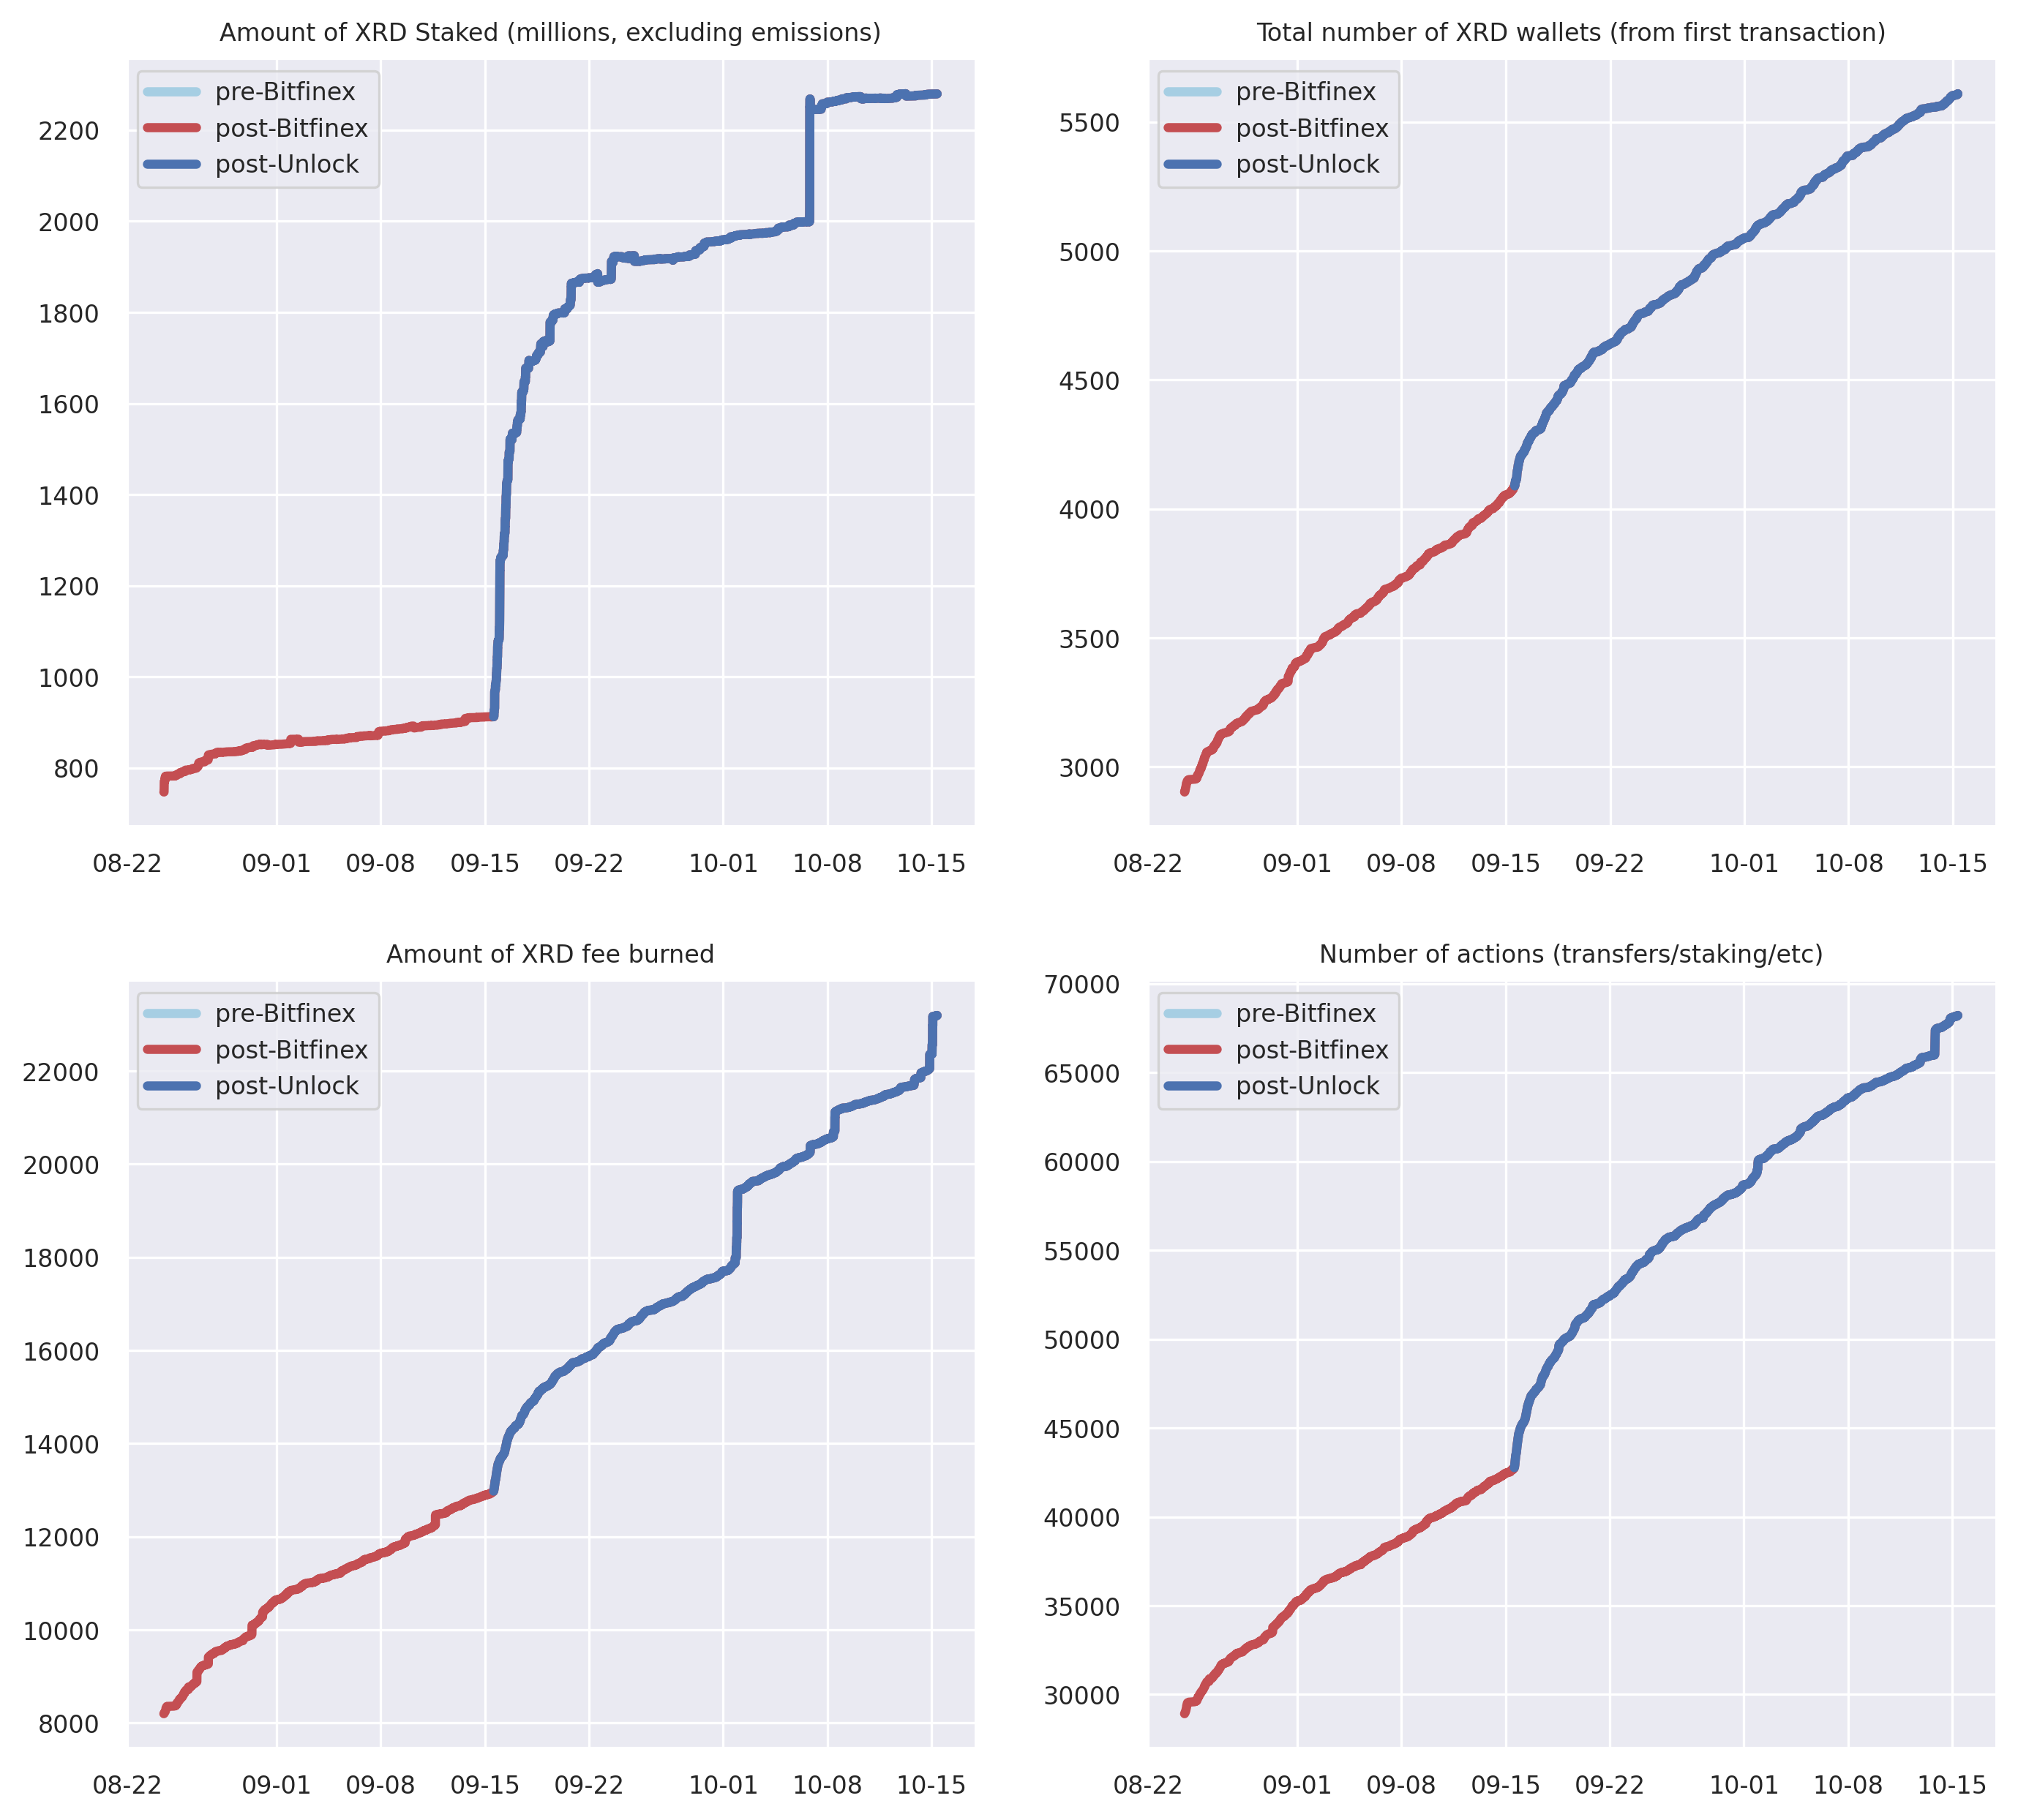 Amount of XRD Staked (millions, excluding emissions)
pre-Bitfinex
post-Bitfinex
post-Unlock
2200
2000
1800
1600
1400
1200
1000
800
08-22 09-01 09-08 09-15 09-22 10-01 10-08 10-15
Total number of XRD wallets (from first transaction)
pre-Bitfinex
post-Bitfinex
post-Unlock
5500
5000
4500
4000
3500
3000
08-22 09-01 09-08 09-15 09-22 10-01 10-08 10-15
Amount of XRD fee burned
pre-Bitfinex
post-Bitfinex
post-Unlock
22000
20000
18000
16000
14000
12000
10000
8000
08-22 09-01 09-08 09-15 09-22 10-01 10-08 10-15
Number of actions (transfers/staking/etc)
70000
pre-Bitfinex
post-Bitfinex
post-Unlock
65000
60000
55000
50000
45000
40000
35000
30000
08-22 09-01 09-08 09-15 09-22 10-01 10-08 10-15